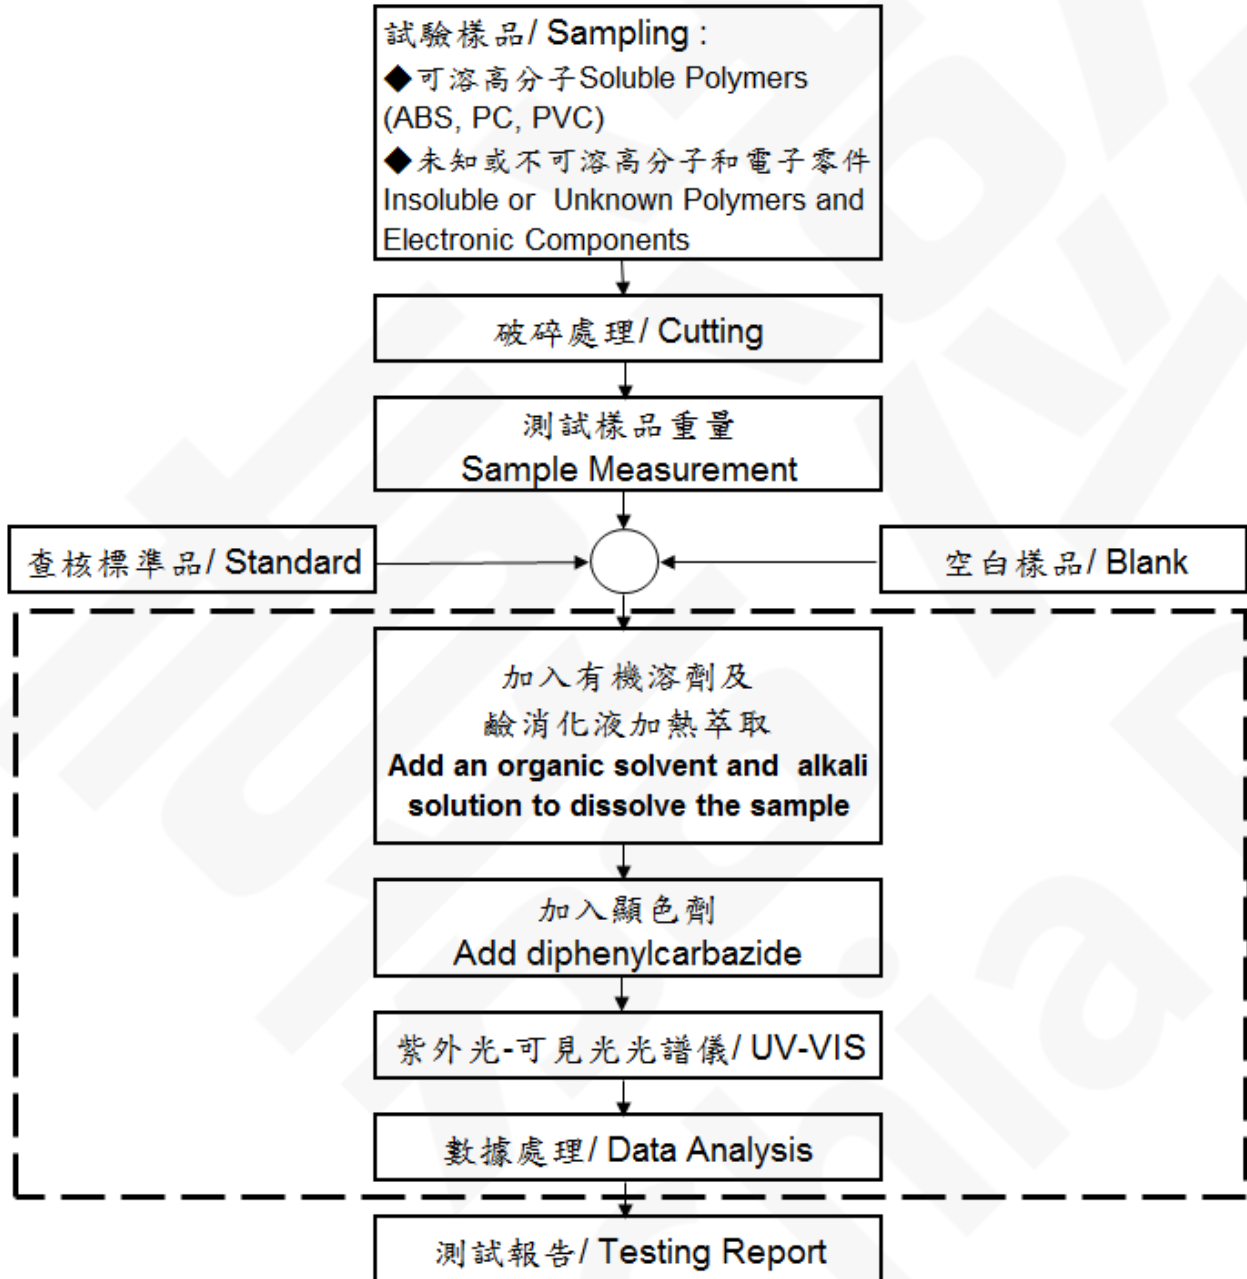 試驗樣品/ Sampling :
◆可溶高分子Soluble Polymers
(ABS, PC, PVC)
◆未知或不可溶高分子和電子零件
Insoluble or Unknown Polymers and
Electronic Components
破碎處理/ Cutting
測試樣品重量
Sample Measurement
查核標準品/ Standard
空白樣品/ Blank
加入有機溶劑及
鹼消化液加熱萃取
Add an organic solvent and alkali
solution to dissolve the sample
加入顯色劑
Add diphenylcarbazide
紫外光-可見光光譜儀/ UV-VIS
數據處理/ Data Analysis
測試報告/ Testing Report